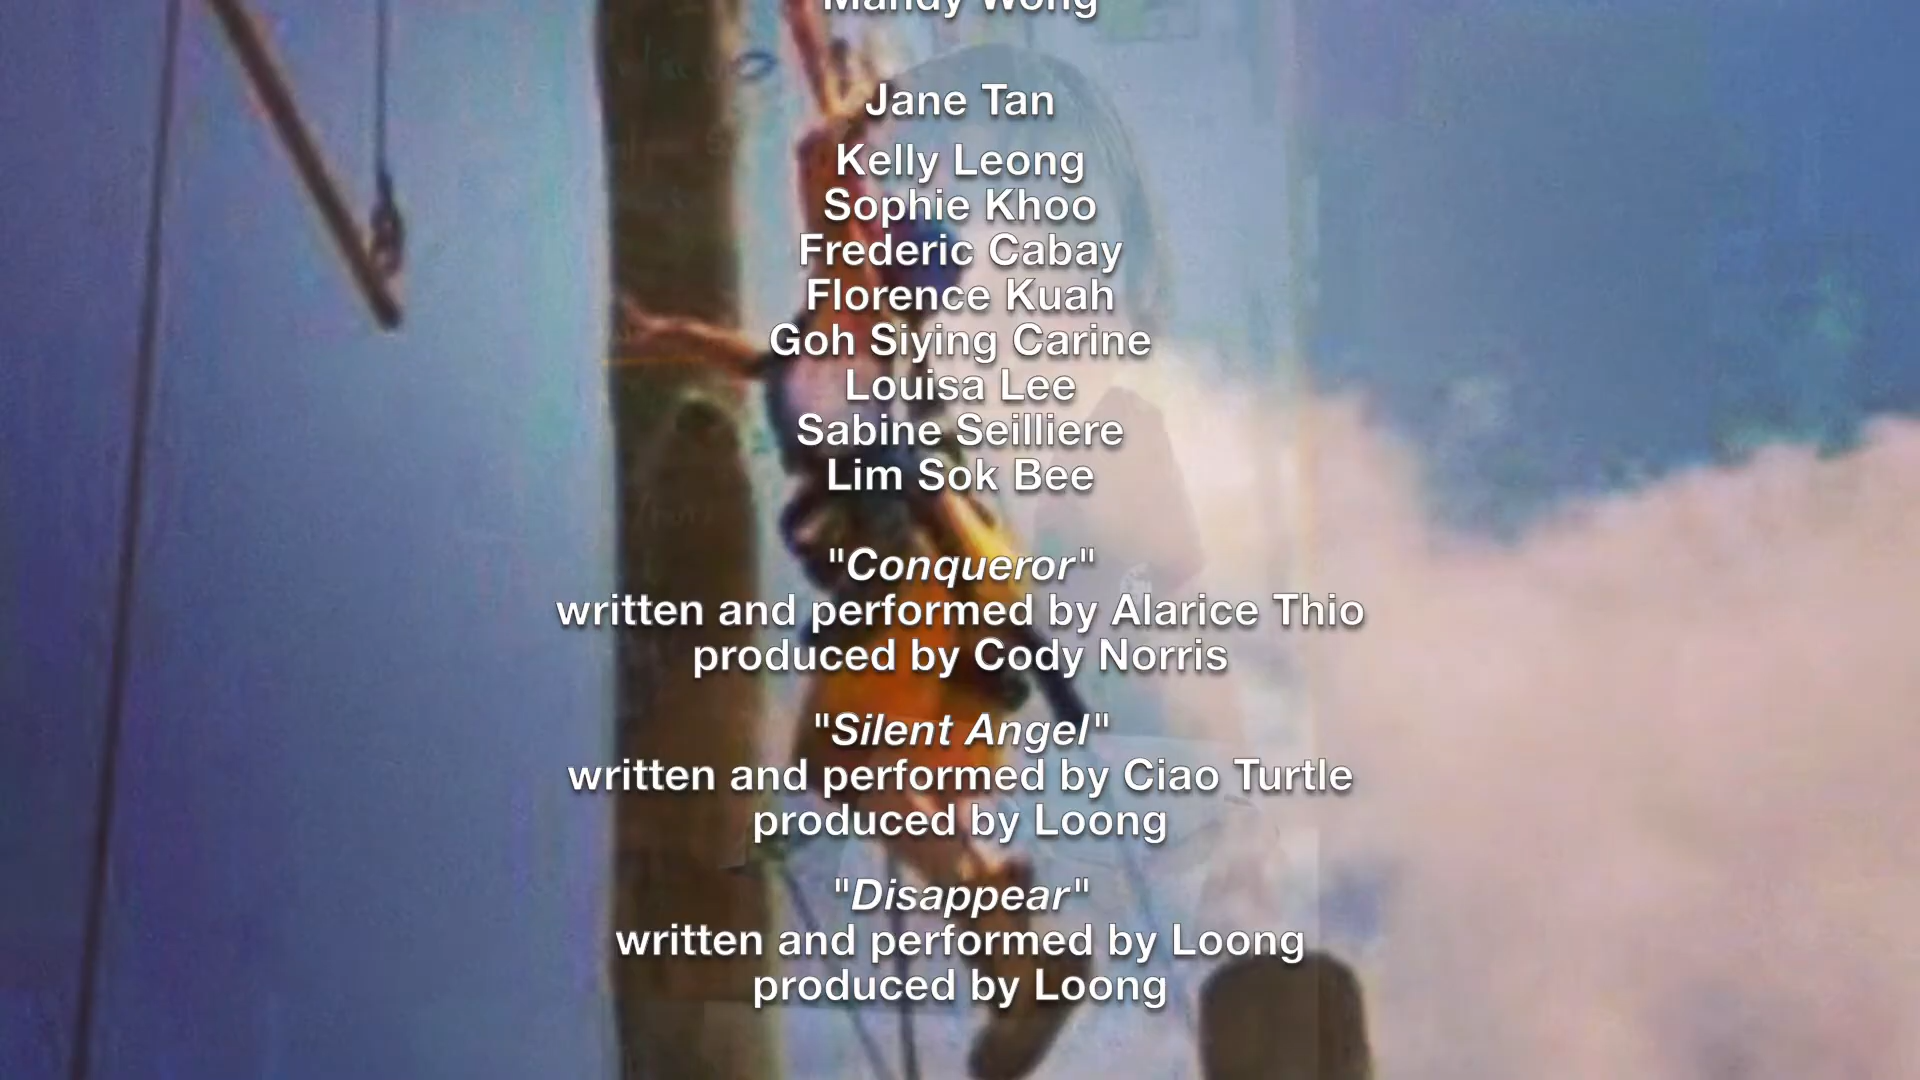 Mandy Wong
Jane Tan
Kelly Leong
Sophie Khoo
Frederic Cabay
Florence Kuah
Goh Siying Carine
Louisa Lee
Sabine Seilliere
Lim Sok Bee
"Conqueror"
written and performed by Alarice Thio
produced by Cody Norris
"Silent Angel"
written and performed by Ciao Turtle
produced by Loong
"Disappear"
written and performed by Loong
produced by Loong